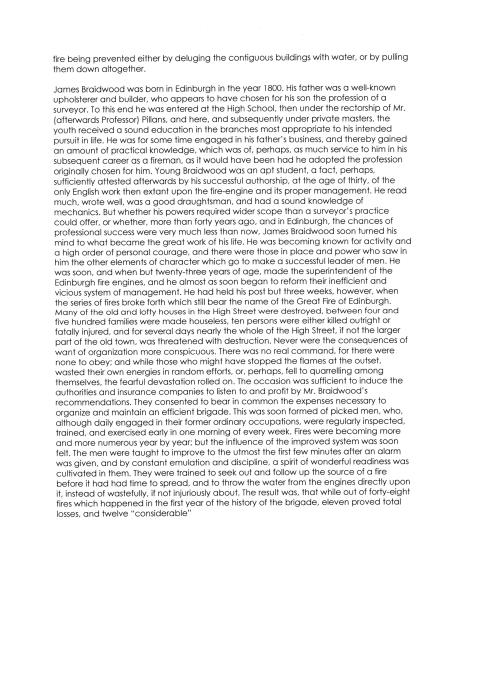 fire being prevented either by deluging the contiguous buildings with water, or by pulling
them down altogether.
James Braidwood was born in Edinburgh in the year 1800. His father was a well-known
upholsterer and builder, who appears to have chosen for his son the profession of a
surveyor. To this end he was entered at the High School, then under the rectorship of Mr.
(afterwards Professor) Pillans, and here, and subsequently under private masters, the
youth received a sound education in the branches most appropriate to his intended
pursuit in life. He was for some time engaged in his father's business, and thereby gained
an amount of practical knowledge, which was of, perhaps, as much service to him in his
subsequent career as a fireman, as it would have been had he adopted the profession
originally chosen for him. Young Braidwood was an apt student, a fact, perhaps,
sufficiently attested afterwards by his successful authorship, at the age of thirty, of the
only English work then extant upon the fire-engine and its proper management. He read
much, wrote well, was a good draughtsman, and had a sound knowledge of
mechanics. But whether his powers required wider scope than a surveyor's practice
could offer, or whether, more than forty years ago, and in Edinburgh, the chances of
professional success were very much less than now, James Braidwood soon turned his
mind to what became the great work of his life. He was becoming known for activity and
a high order of personal courage, and there were those in place and power who saw in
him the other elements of character which go to make a successful leader of men. He
was soon, and when but twenty-three years of age, made the superintendent of the
Edinburgh fire engines, and he almost as soon began to reform their inefficient and
vicious system of management. He had held his post but three weeks, however, when
the series of fires broke forth which still bear the name of the Great Fire of Edinburgh.
Many of the old and lofty houses in the High Street were destroyed, between four and
five hundred families were made houseless, ten persons were either killed outright or
fatally injured, and for several days nearly the whole of the High Street, if not the larger
part of the old town, was threatened with destruction. Never were the consequences of
want of organization more conspicuous. There was no real command, for there were
none to obey; and while those who might have stopped the flames at the outset,
wasted their own energies in random efforts, or, perhaps, fell to quarrelling among
themselves, the fearful devastation rolled on. The occasion was sufficient to induce the
authorities and insurance companies to listen to and profit by Mr. Braidwood's
recommendations. They consented to bear in common the expenses necessary to
organize and maintain an efficient brigade. This was soon formed of picked men, who,
although daily engaged in their former ordinary occupations, were regularly inspected,
trained, and exercised early in one morning of every week. Fires were becoming more
and more numerous year by year; but the influence of the improved system was soon
felt. The men were taught to improve to the utmost the first few minutes after an alarm
was given, and by constant emulation and discipline, a spirit of wonderful readiness was
cultivated in them. They were trained to seek out and follow up the source of a fire
before it had had time to spread, and to throw the water from the engines directly upon
it, instead of wastefully, if not injuriously about. The result was, that while out of forty-eight
fires which happened in the first year of the history of the brigade, eleven proved total
losses, and twelve "considerable"